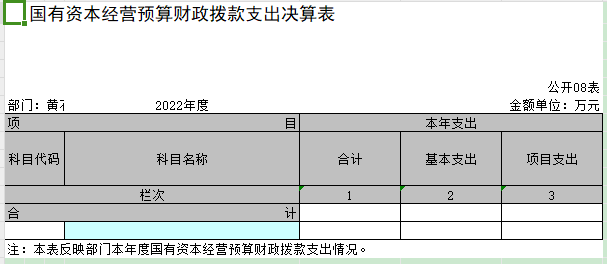 国有资本经营预算财政拨款支出决算表
公开08表
部门：黄石 2022年度 金额单位：万元
项 目 本年支出
科目代码 科目名称 合计 基本支出 项目支出
栏次 1 2 3
合 计
注：本表反映部门本年度国有资本经营预算财政拨款支出情况。